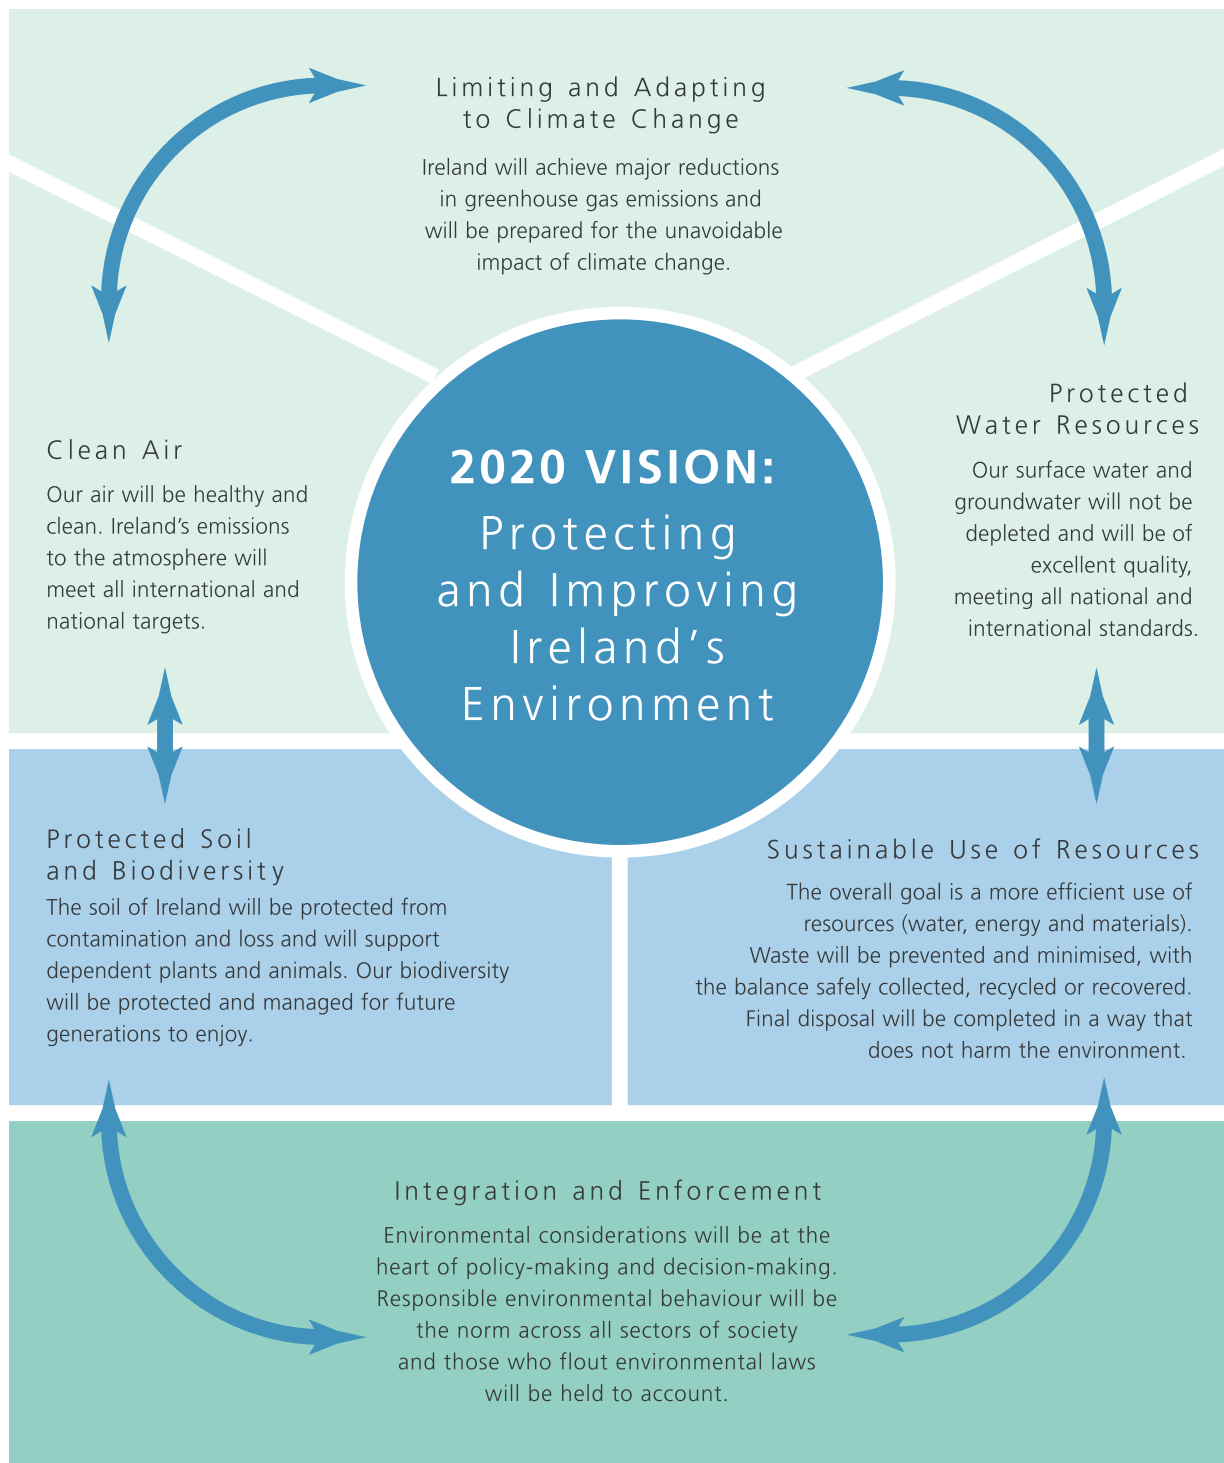 Limiting and Adapting
to Climate Change
Ireland will achieve major reductions
in greenhouse gas emissions and
will be prepared for the unavoidable
impact of climate change.
Clean Air
Our air will be healthy and
clean. Ireland’s emissions
to the atmosphere will
meet all international and
national targets.
2020 VISION:
Protecting
and Improving
Ireland’s
Environment
Protected
Water Resources
Our surface water and
groundwater will not be
depleted and will be of
excellent quality,
meeting all national and
international standards.
Protected Soil
and Biodiversity
The soil of Ireland will be protected from
contamination and loss and will support
dependent plants and animals. Our biodiversity
will be protected and managed for future
generations to enjoy.
Sustainable Use of Resources
The overall goal is a more efficient use of
resources (water, energy and materials).
Waste will be prevented and minimised, with
the balance safely collected, recycled or recovered.
Final disposal will be completed in a way that
does not harm the environment.
Integration and Enforcement
Environmental considerations will be at the
heart of policy-making and decision-making.
Responsible environmental behaviour will be
the norm across all sectors of society
and those who flout environmental laws
will be held to account.